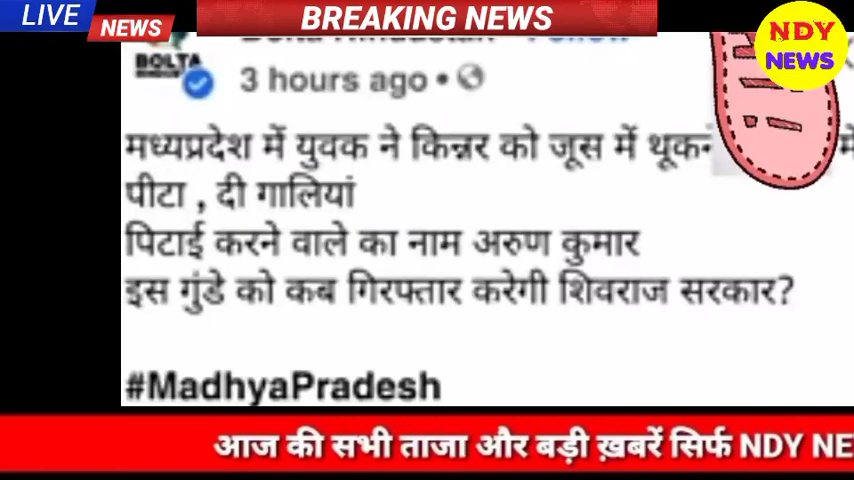 LIVE
NEWS
BREAKING NEWS
NDY
NEWS
BOLTA
3 hours ago •
मध्यप्रदेश में युवक ने किन्नर को जूस में
पीटा , दी गालियां
पिटाई करने वाले का नाम अरुण कुमार
इस गुंडे को कब गिरफ्तार करेगी शिवराज सरकार?
#MadhyaPradesh
आज की सभी ताजा और बड़ी ख़बरें सिर्फ NDY NE